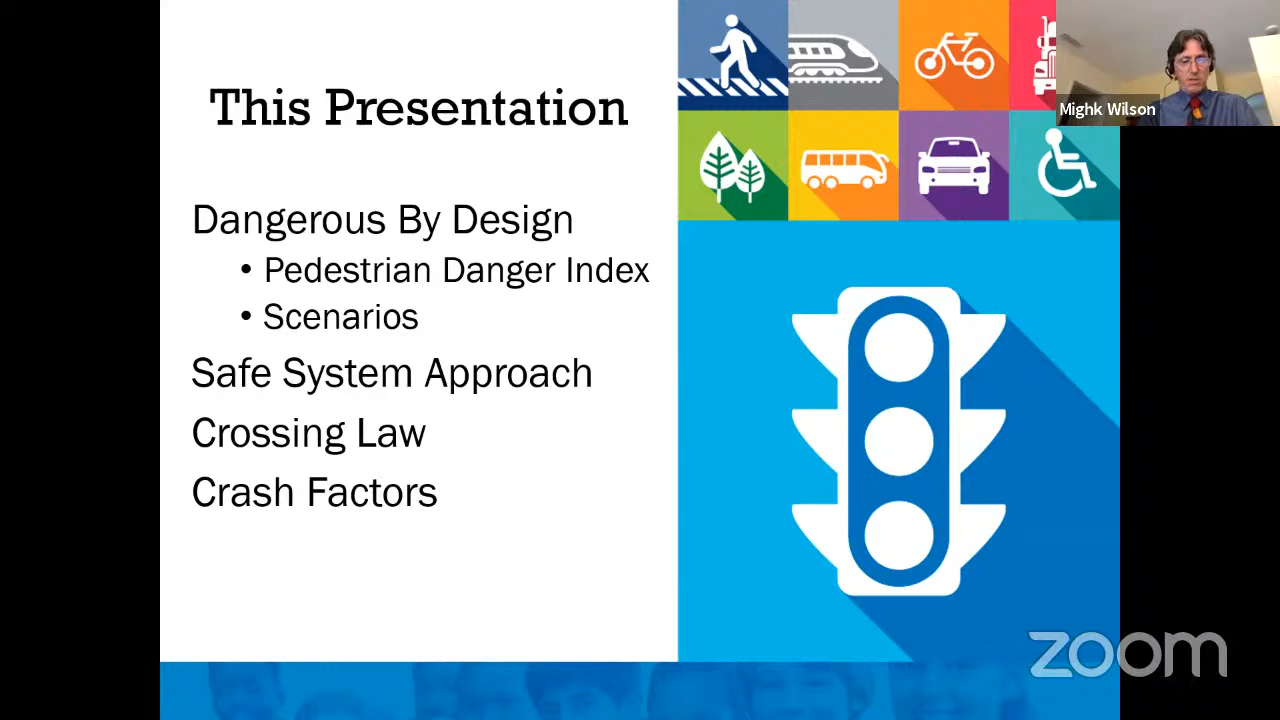 This Presentation
Dangerous By Design
• Pedestrian Danger Index
• Scenarios
Safe System Approach
Crossing Law
Crash Factors
Mighk Wilson
zoom